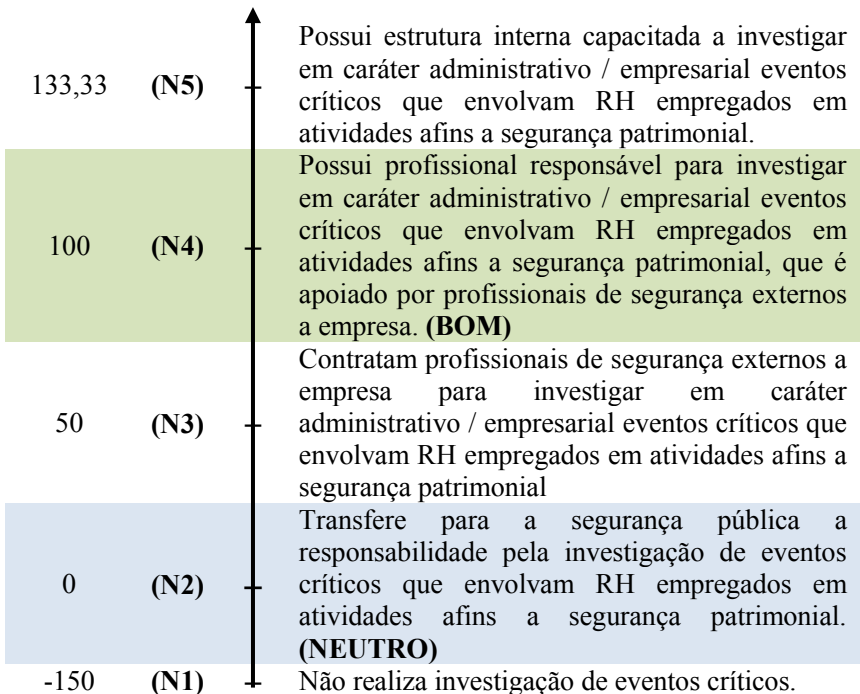 Possui estrutura interna capacitada a investigar
133,33 (N5) em caráter administrativo / empresarial eventos
críticos que envolvam RH empregados em
atividades afins a segurança patrimonial.
Possui profissional responsável para investigar
em caráter administrativo / empresarial eventos
críticos que envolvam RH empregados em
100 (N4) atividades afins a segurança patrimonial, que é
apoiado por profissionais de segurança externos
a empresa. (BOM)
Contratam profissionais de segurança externos a
empresa para investigar em caráter
50 (N3) administrativo / empresarial eventos críticos que
envolvam RH empregados em atividades afins a
segurança patrimonial
Transfere para a segurança pública a
responsabilidade pela investigação de eventos
0 (N2) críticos que envolvam RH empregados em
atividades afins a segurança patrimonial.
(NEUTRO)
-150 (N1) Não realiza investigação de eventos críticos.